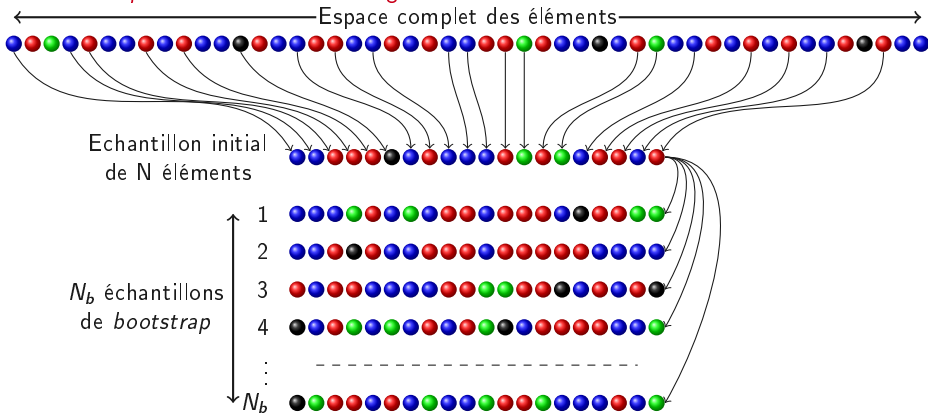 Espace complet des éléments
Echantillon initial
de N éléments
1
2
3
4
N_b
N_b échantillons
de bootstrap